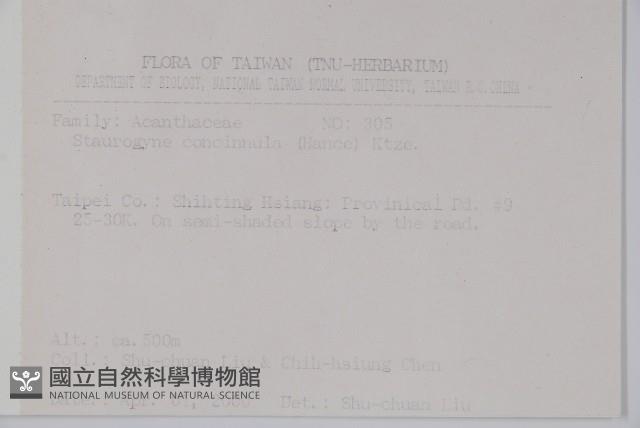 FLORA OF TAIWAN (TNU-HERBARIUM)
DEPARTMENT OF BIOLOGY, NATIONAL TAIWAN NORMAL UNIVERSITY, TAIWAN R.O.CHINA
Family: Acanthaceae NO: 305
Staurogyne concinnula (Hance) Ktze.
Taipei Co.: Shihting Hsiang: Provinical Rd. #9
25-30K. On semi-shaded slope by the road.
Alt.: ca.500m
Coll.: Shu-chuan Liu & Chih-hsiung Chen
Det.: Shu-chuan Liu
國立自然科學博物館
NATIONAL MUSEUM OF NATURAL SCIENCE